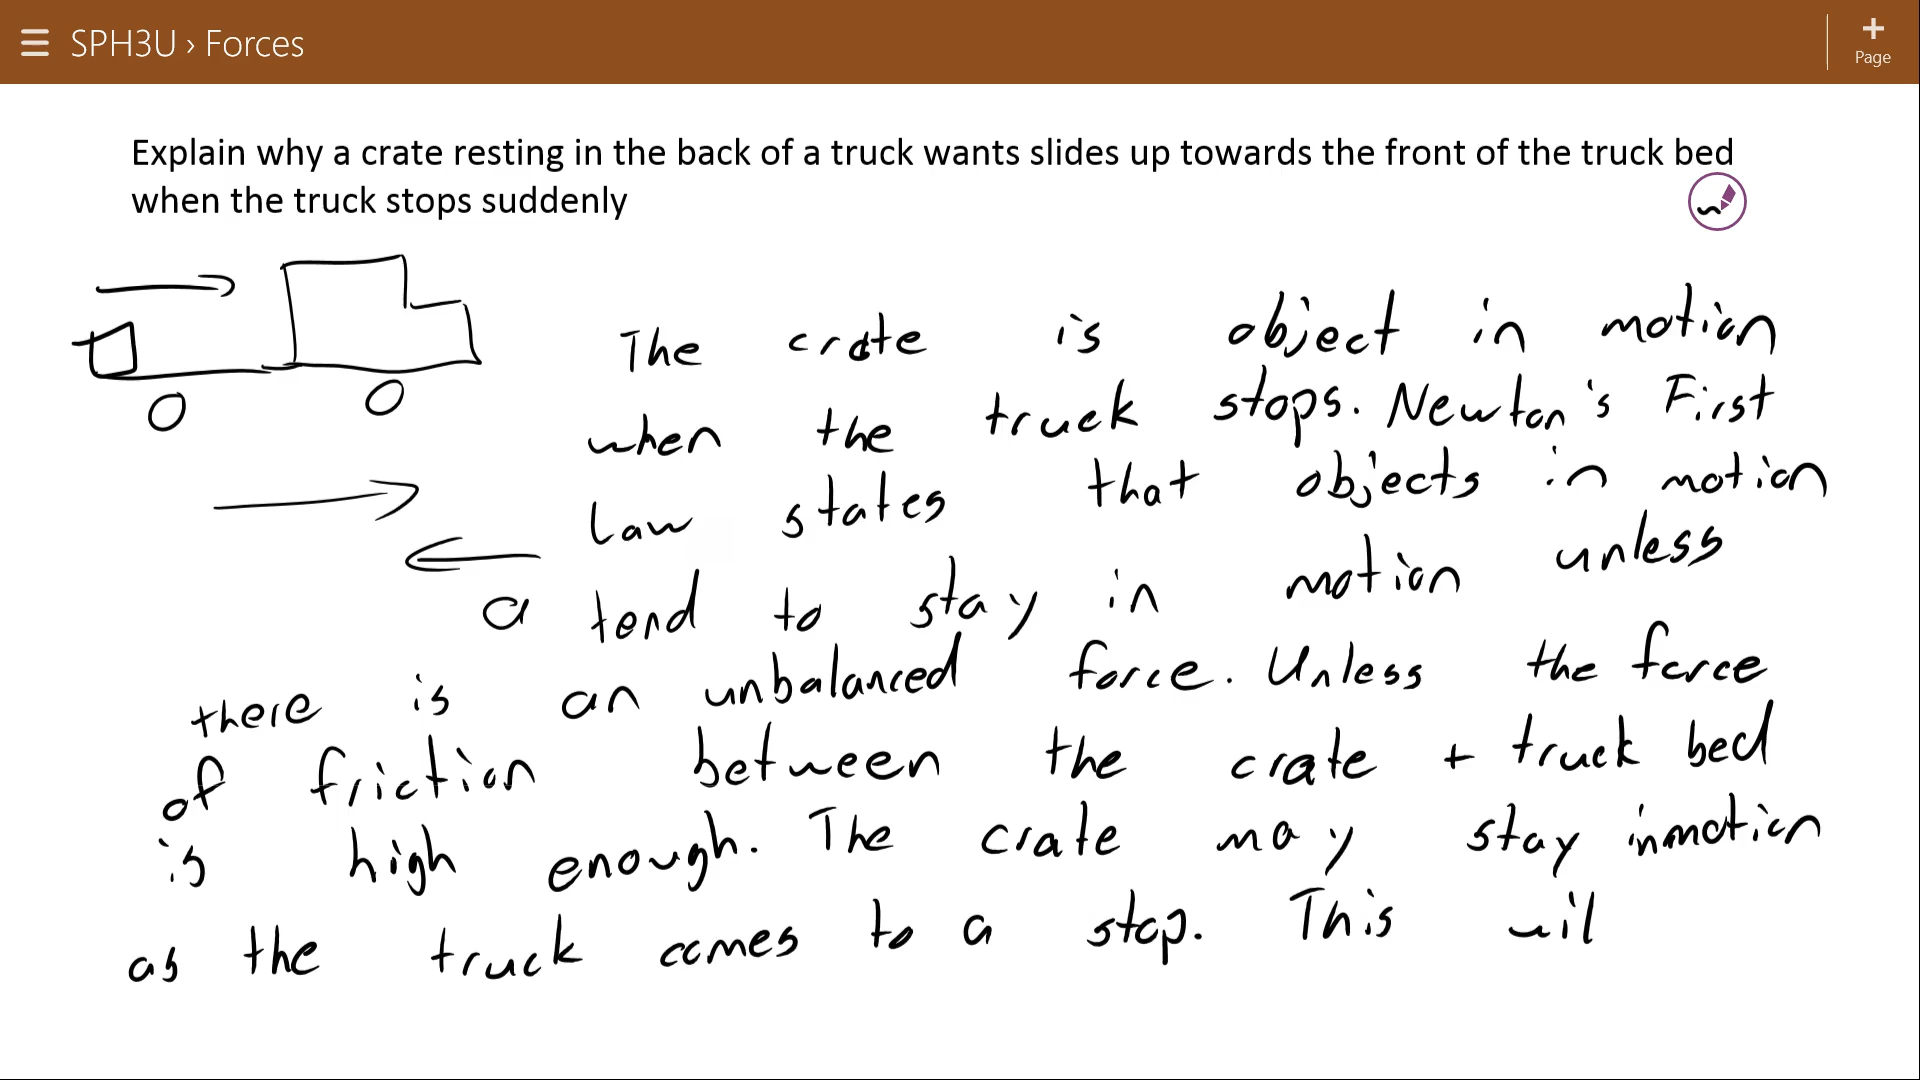 SPH3U › Forces
Page
Explain why a crate resting in the back of a truck wants slides up towards the front of the truck bed
when the truck stops suddenly
The crate is object in motion
when the truck stops. Newton's First
Law states that objects in motion
a tend to stay in motion unless
there is an unbalanced force. Unless the force
of friction between the crate + truck bed
is high enough. The crate may stay in motion
as the truck comes to a stop. This wil